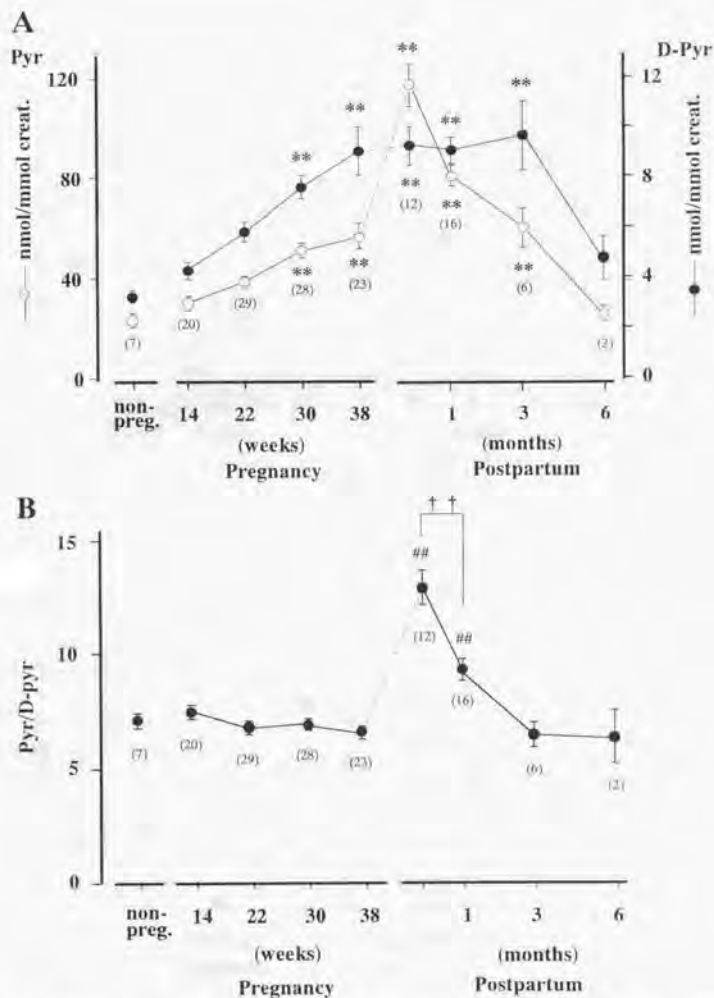 A
Pyr
D-Pyr
nmol/mmol creat.
nmol/mmol creat.
120
80
40
0
12
8
4
0
** ** ** ** ** ** ** ** ** **
(7) (20) (29) (28) (23) (12) (16) (6) (2)
non-
preg.
14 22 30 38 1 3 6
(weeks) (months)
Pregnancy Postpartum
B
† †
Pyr/D-pyr
15
10
5
0
## ##
(7) (20) (29) (28) (23) (12) (16) (6) (2)
non-
preg.
14 22 30 38 1 3 6
(weeks) (months)
Pregnancy Postpartum